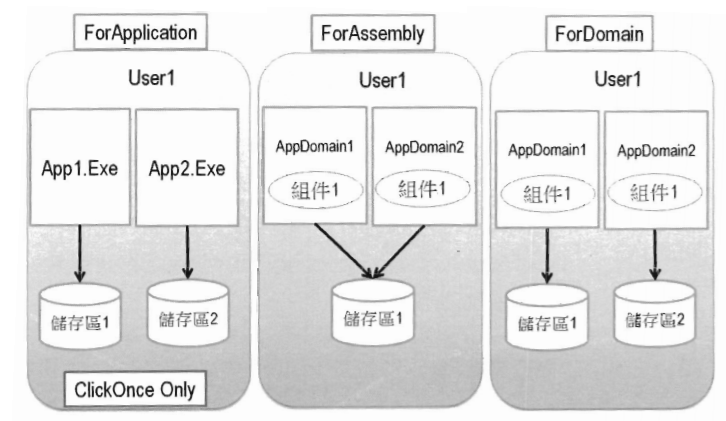 ForApplication
User1
App1.Exe
App2.Exe
儲存區1
儲存區2
ClickOnce Only
ForAssembly
User1
AppDomain1
AppDomain2
組件1
組件1
儲存區1
ForDomain
User1
AppDomain1
AppDomain2
組件1
組件1
儲存區1
儲存區2